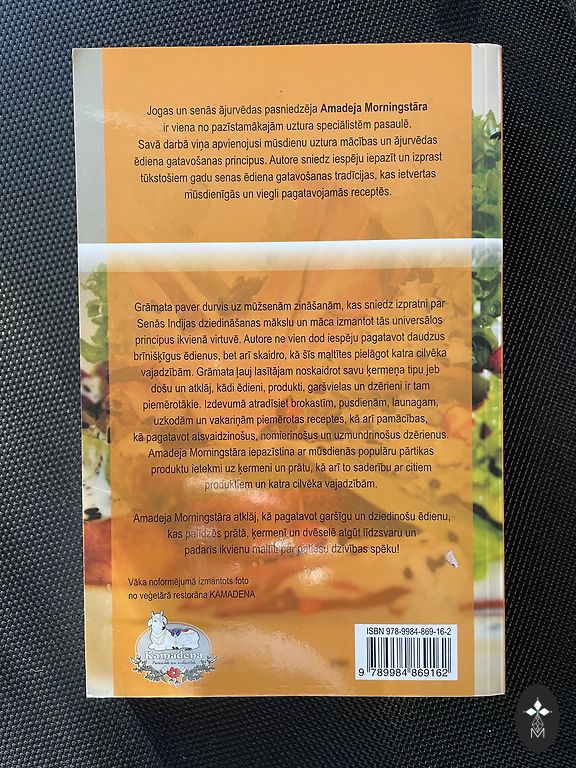 Jogas un senās ājurvēdas pasniedzēja Amadeja Morningstāra
ir viena no pazīstamākajām uztura speciālistēm pasaulē.
Savā darbā viņa apvienojusi mūsdienu uztura mācības un ājurvēdas
ēdiena gatavošanas principus. Autore sniedz iespēju iepazīt un izprast
tūkstošiem gadu senas ēdiena gatavošanas tradīcijas, kas ietvertas
mūsdienīgās un viegli pagatavojamās receptēs.
Grāmata paver durvis uz mūžsenām zināšanām, kas sniedz izpratni par
Senās Indijas dziedināšanas mākslu un māca izmantot tās universālos
principus ikvienā virtuvē. Autore ne vien dod iespēju pagatavot daudzus
brīnišķīgus ēdienus, bet arī skaidro, kā šīs maltītes pielāgot katra cilvēka
vajadzībām. Grāmata ļauj lasītājam noskaidrot savu ķermeņa tipu jeb
došu un atklāj, kādi ēdieni, produkti, garšvielas un dzērieni ir tam
piemērotākie. Izdevumā atradīsiet brokastīm, pusdienām, launagam,
uzkodām un vakariņām piemērotas receptes, kā arī pamācības,
kā pagatavot atsvaidzinošus, nomierinošus un uzmundrinošus dzērienus.
Amadeja Morningstāra iepazīstina ar mūsdienās populāru pārtikas
produktu ietekmi uz ķermeni un prātu, kā arī to saderību ar citiem
produktiem un katra cilvēka vajadzībām.
Amadeja Morningstāra atklāj, kā pagatavot garšīgu un dziedinošu ēdienu,
kas palīdzēs prātā, ķermenī un dvēselē atgūt līdzsvaru un
padarīs ikvienu maltīti par patiesu dzīvības spēku!
Vāka noformējumā izmantots foto
no veģetārā restorāna KAMADENA
Kamadena
ISBN 978-9984-869-16-2
9 789984 869162
M